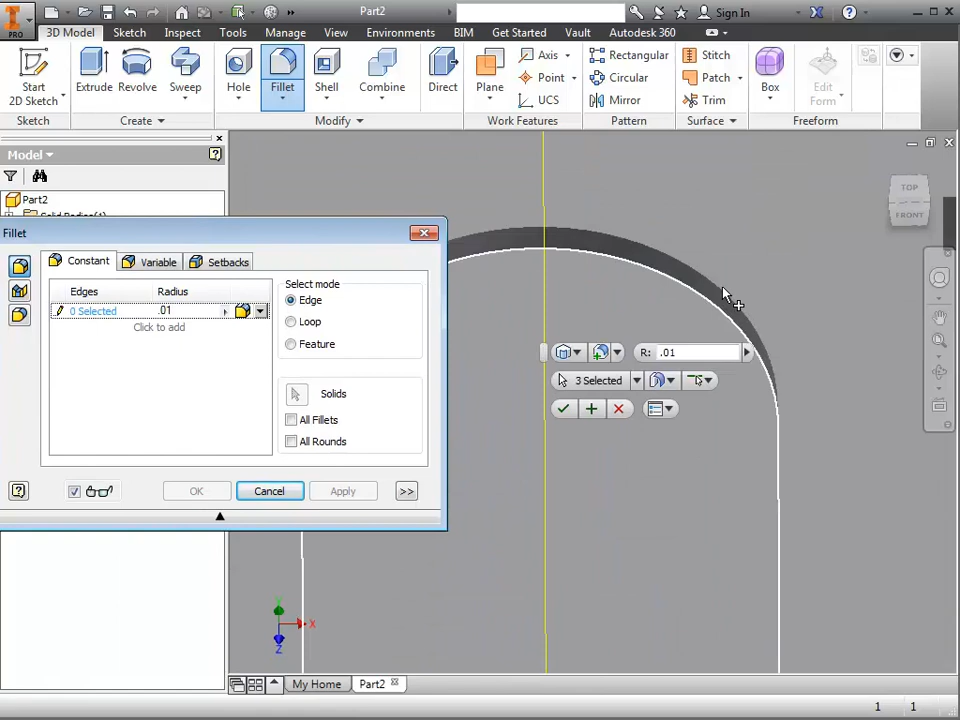 Part2
Sign In
PRO
3D Model Sketch Inspect Tools Manage View Environments BIM Get Started Vault Autodesk 360
Start
2D Sketch
Extrude Revolve Sweep
Hole Fillet Shell Combine Direct
Plane
Axis
Point
UCS
Rectangular
Circular
Mirror
Stitch
Patch
Trim
Box
Edit
Form
Sketch Create Modify Work Features Pattern Surface Freeform
Model
Part2
Solid Bodies(1)
TOP
FRONT
Fillet
Constant Variable Setbacks
Edges Radius
0 Selected .01
Click to add
Select mode
Edge
Loop
Feature
Solids
All Fillets
All Rounds
OK Cancel Apply >>
R: .01
3 Selected
Y
X
Z
My Home Part2
1 1